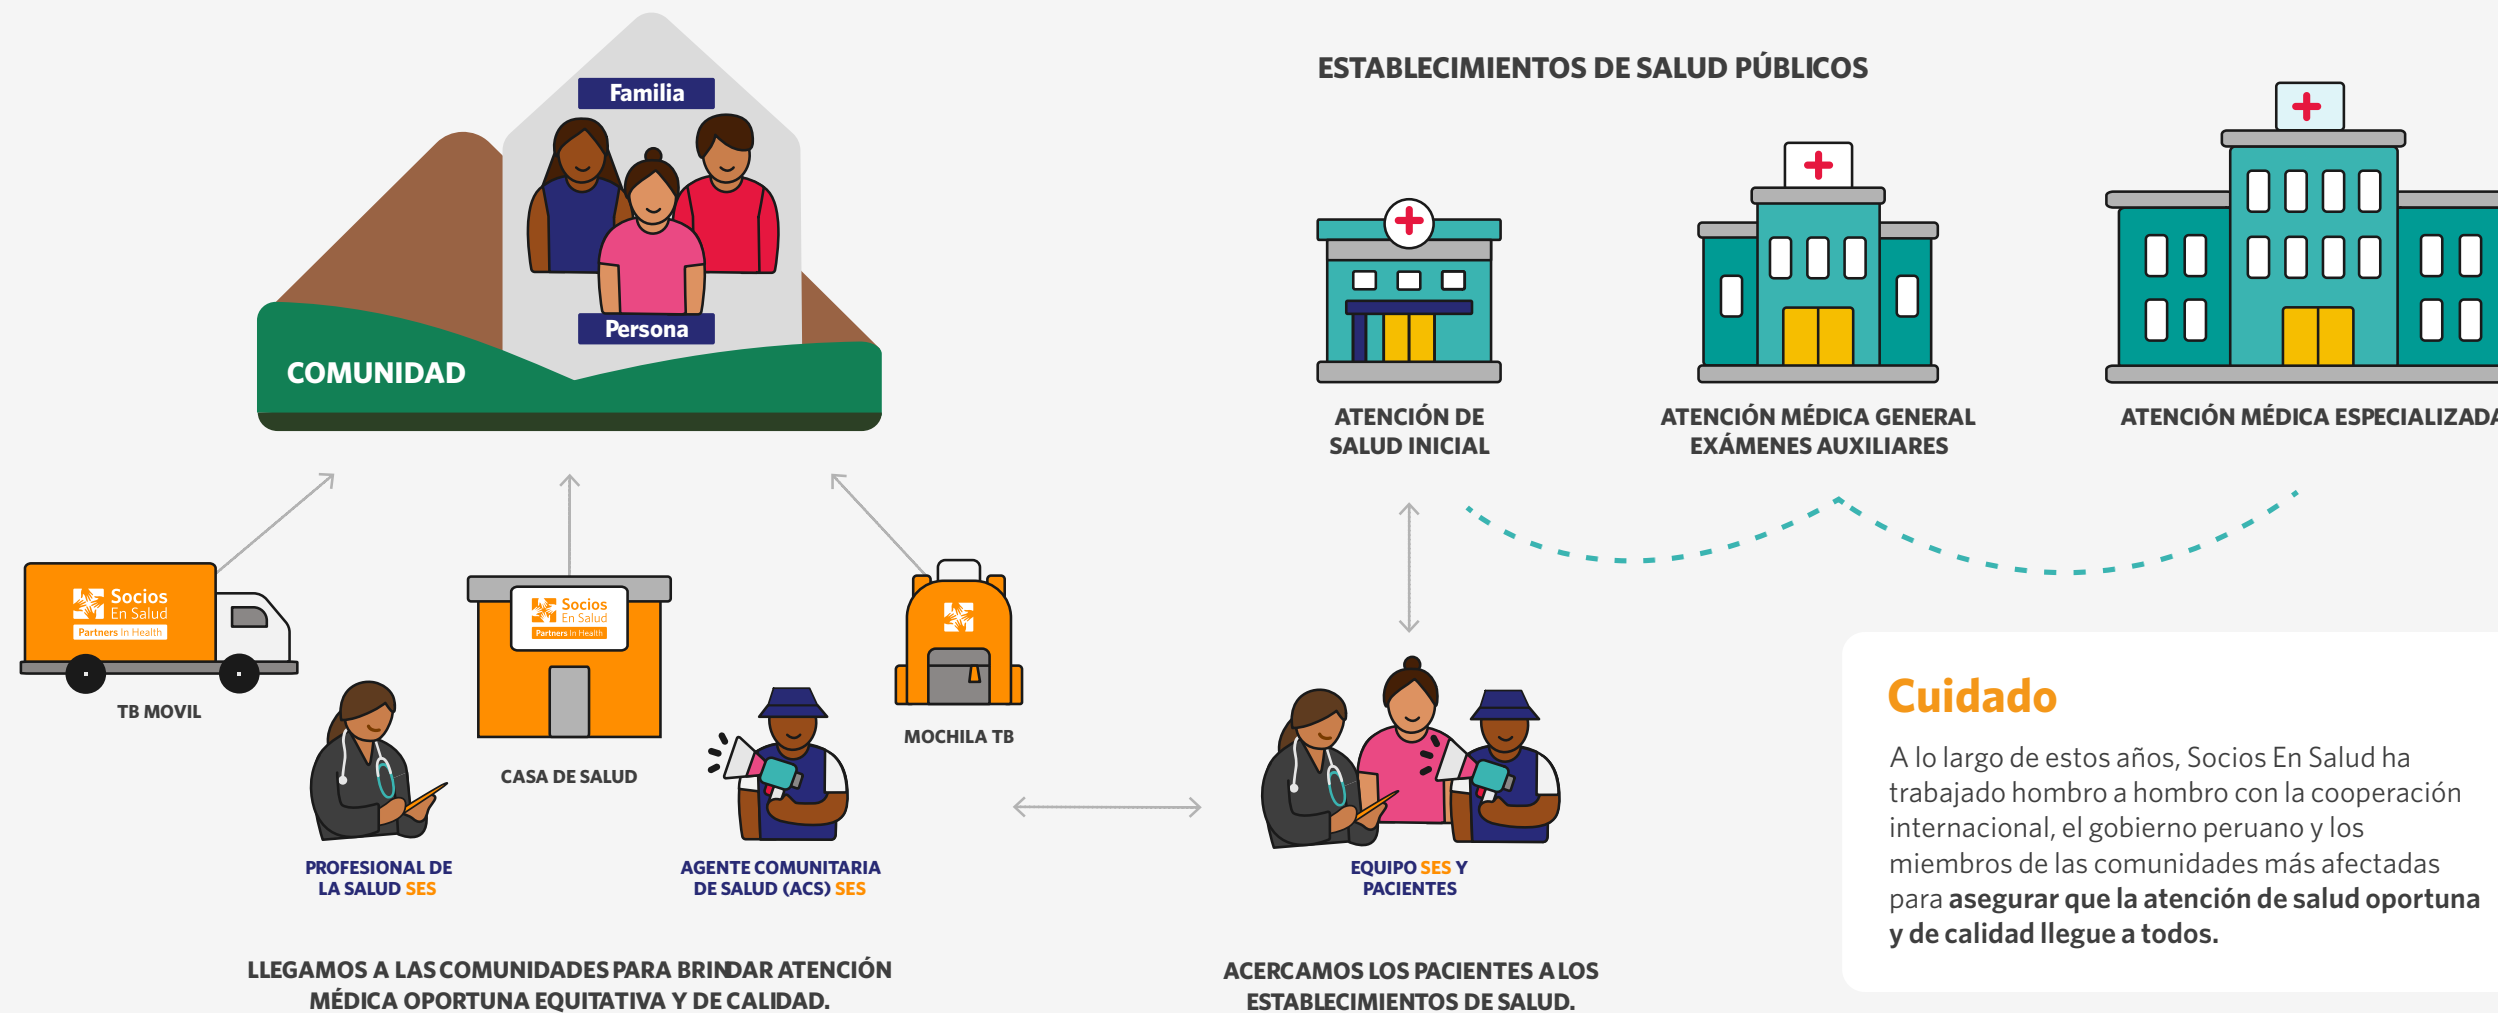 Familia
Persona
COMUNIDAD
Socios
En Salud
Partners In Health
TB MOVIL
Socios
En Salud
Partners In Health
CASA DE SALUD
MOCHILA TB
PROFESIONAL DE
LA SALUD SES
AGENTE COMUNITARIA
DE SALUD (ACS) SES
LLEGAMOS A LAS COMUNIDADES PARA BRINDAR ATENCIÓN
MÉDICA OPORTUNA EQUITATIVA Y DE CALIDAD.
ESTABLECIMIENTOS DE SALUD PÚBLICOS
ATENCIÓN DE
SALUD INICIAL
ATENCIÓN MÉDICA GENERAL
EXÁMENES AUXILIARES
ATENCIÓN MÉDICA ESPECIALIZADA
EQUIPO SES Y
PACIENTES
ACERCAMOS LOS PACIENTES A LOS
ESTABLECIMIENTOS DE SALUD.
Cuidado
A lo largo de estos años, Socios En Salud ha
trabajado hombro a hombro con la cooperación
internacional, el gobierno peruano y los
miembros de las comunidades más afectadas
para asegurar que la atención de salud oportuna
y de calidad llegue a todos.